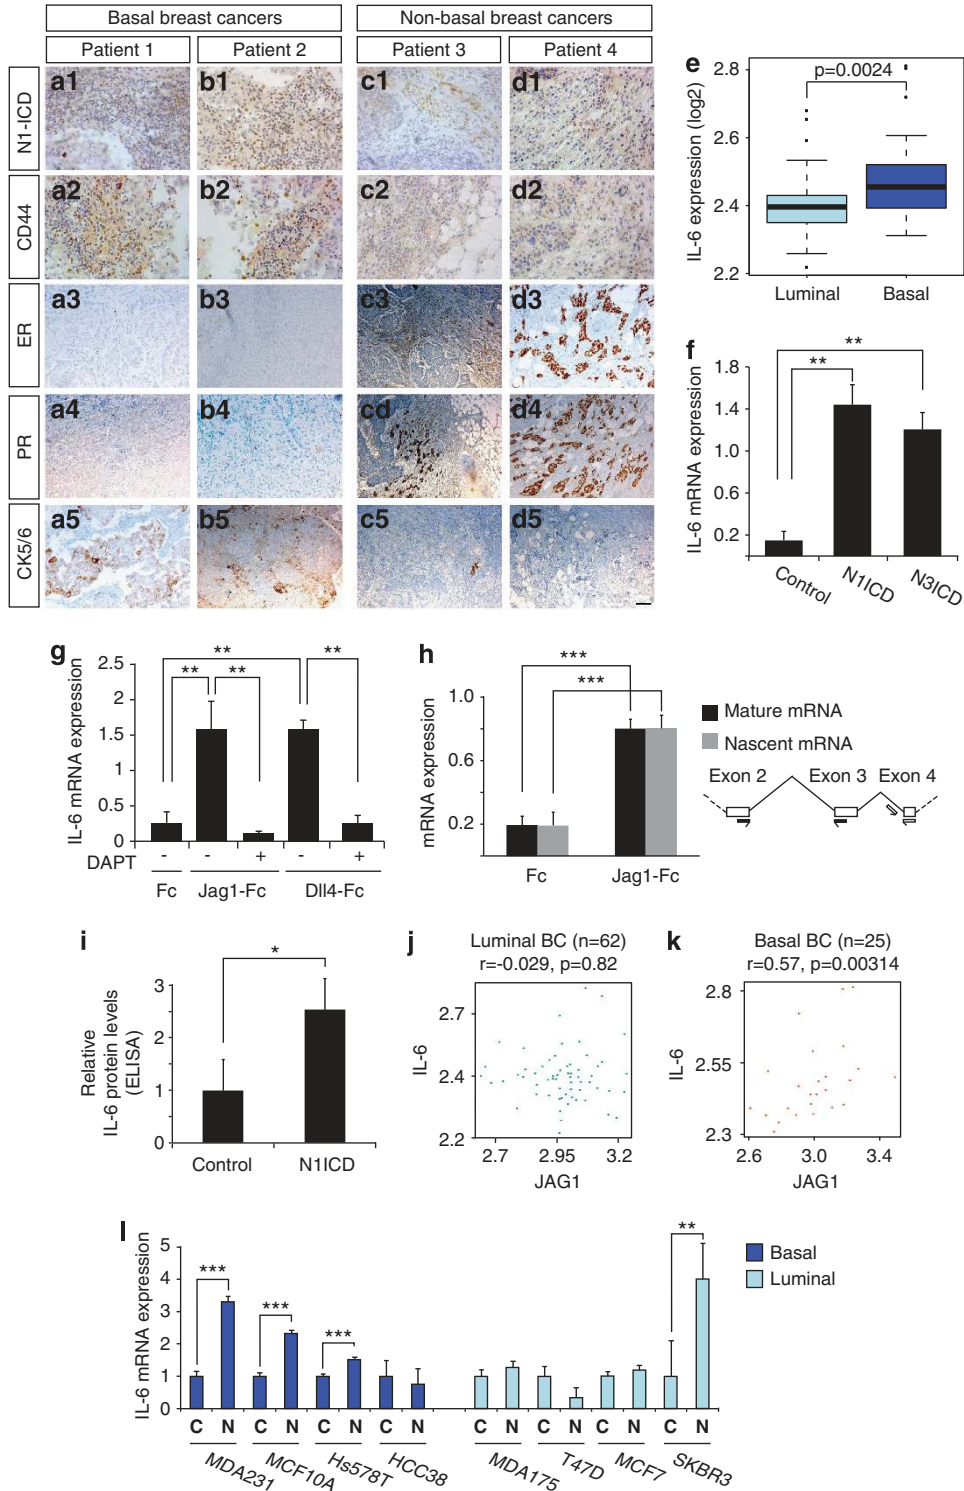 Basal breast cancers
Non-basal breast cancers
Patient 1
Patient 2
Patient 3
Patient 4
N1-ICD
a1
b1
c1
d1
CD44
a2
b2
c2
d2
ER
a3
b3
c3
d3
PR
a4
b4
cd
d4
CK5/6
a5
b5
c5
d5
e
IL-6 expression (log2)
2.8
2.6
2.4
2.2
p=0.0024
Luminal
Basal
f
IL-6 mRNA expression
1.8
1.4
1.0
0.6
0.2
**
**
Control
N1ICD
N3ICD
g
IL-6 mRNA expression
2.5
2
1.5
1
0.5
0
**
**
**
**
**
DAPT
-
-
+
-
+
Fc
Jag1-Fc
Dll4-Fc
h
mRNA expression
1.0
0.6
0.2
***
***
Fc
Jag1-Fc
Mature mRNA
Nascent mRNA
Exon 2
Exon 3
Exon 4
i
Relative
IL-6 protein levels
(ELISA)
3
2
1
0
*
Control
N1ICD
j
Luminal BC (n=62)
r=-0.029, p=0.82
IL-6
2.7
2.4
2.2
2.7
2.95
3.2
JAG1
k
Basal BC (n=25)
r=0.57, p=0.00314
IL-6
2.8
2.55
2.3
2.6
3.0
3.4
JAG1
l
IL-6 mRNA expression
5
4
3
2
1
0
***
***
***
**
Basal
Luminal
C N C N C N C N C N C N C N C N
MDA231
MCF10A
Hs578T
HCC38
MDA175
T47D
MCF7
SKBR3